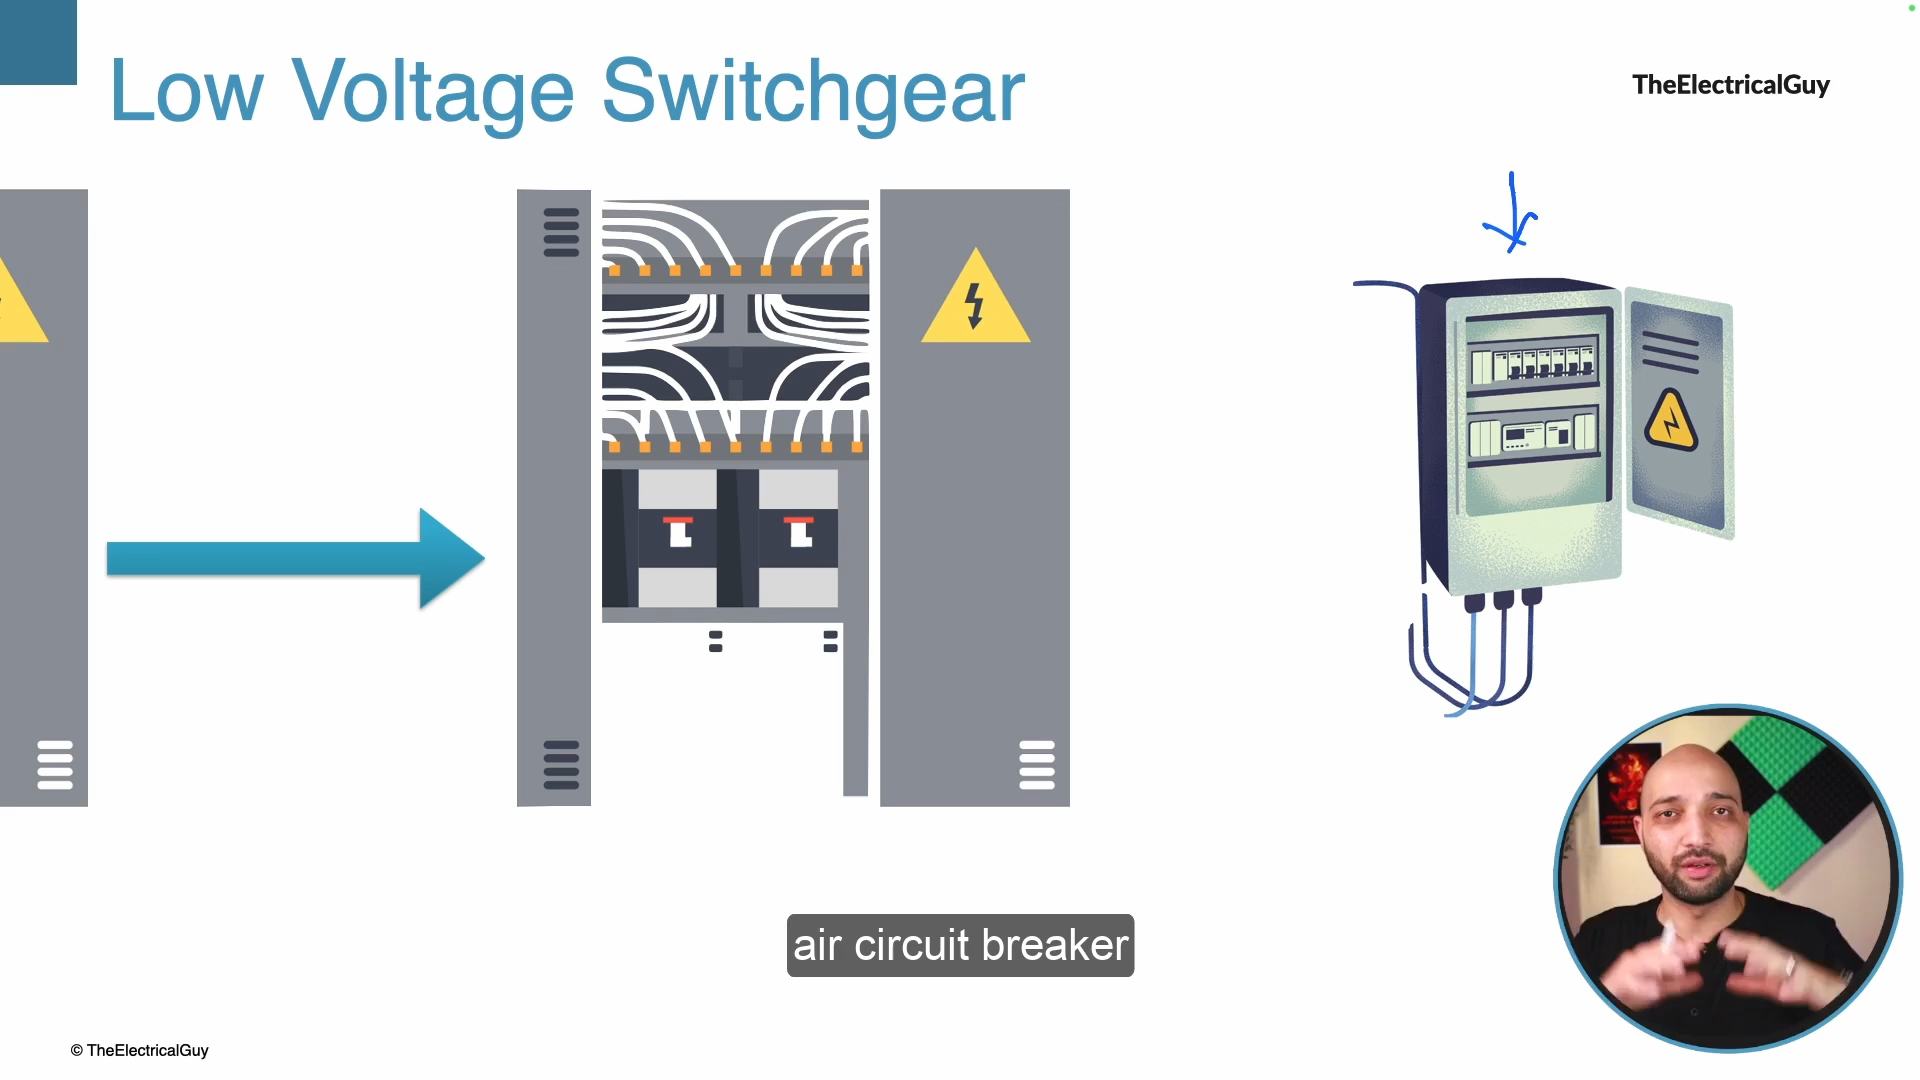 Low Voltage Switchgear
TheElectricalGuy
air circuit breaker
© TheElectricalGuy